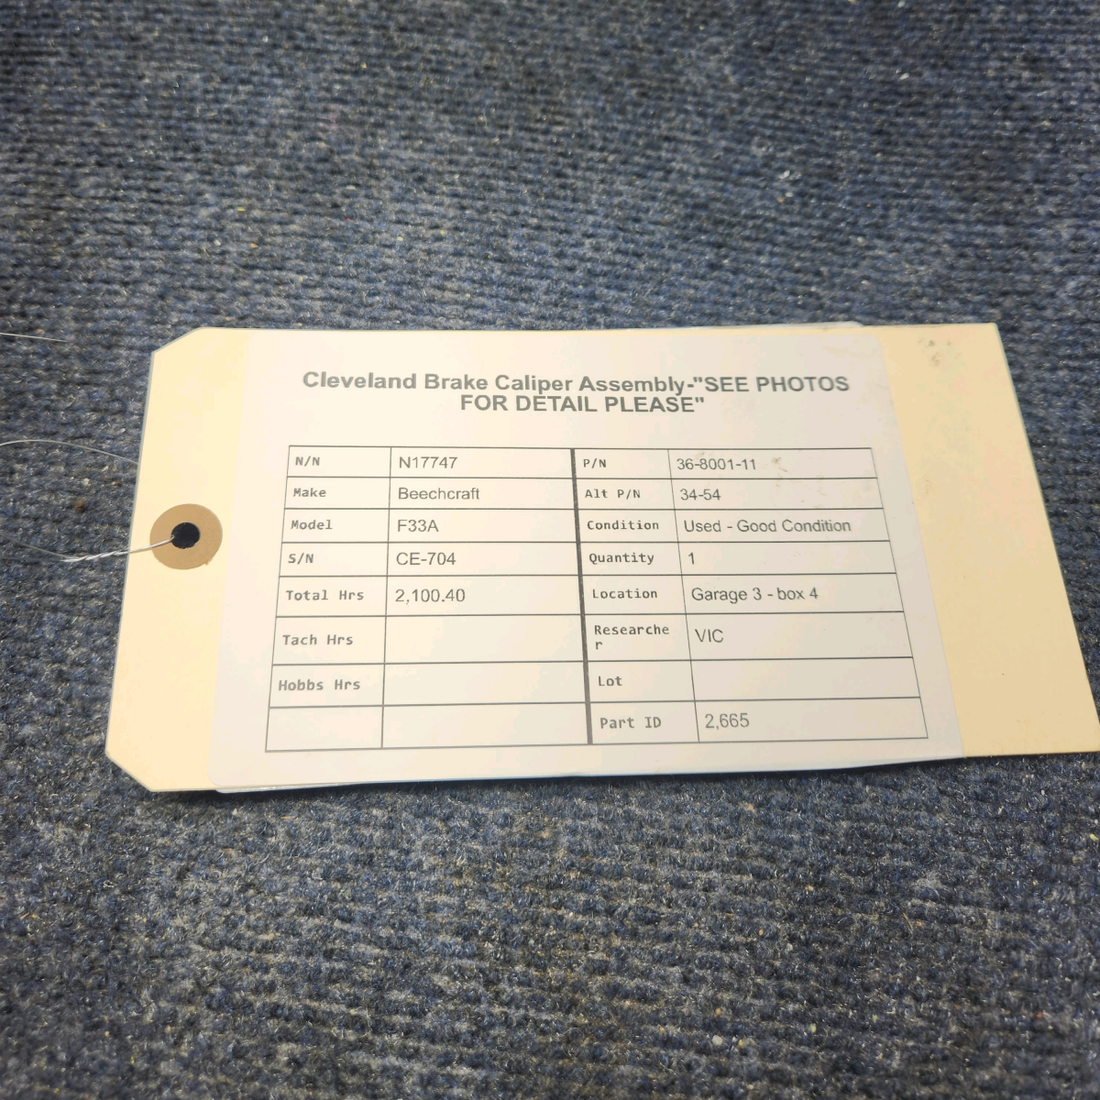 Cleveland Brake Caliper Assembly-"SEE PHOTOS
FOR DETAIL PLEASE"
N/N N17747 P/N 36-8001-11
Make Beechcraft Alt P/N 34-54
Model F33A Condition Used - Good Condition
S/N CE-704 Quantity 1
Total Hrs 2,100.40 Location Garage 3 - box 4
Tach Hrs Researche
r VIC
Hobbs Hrs Lot
Part ID 2,665